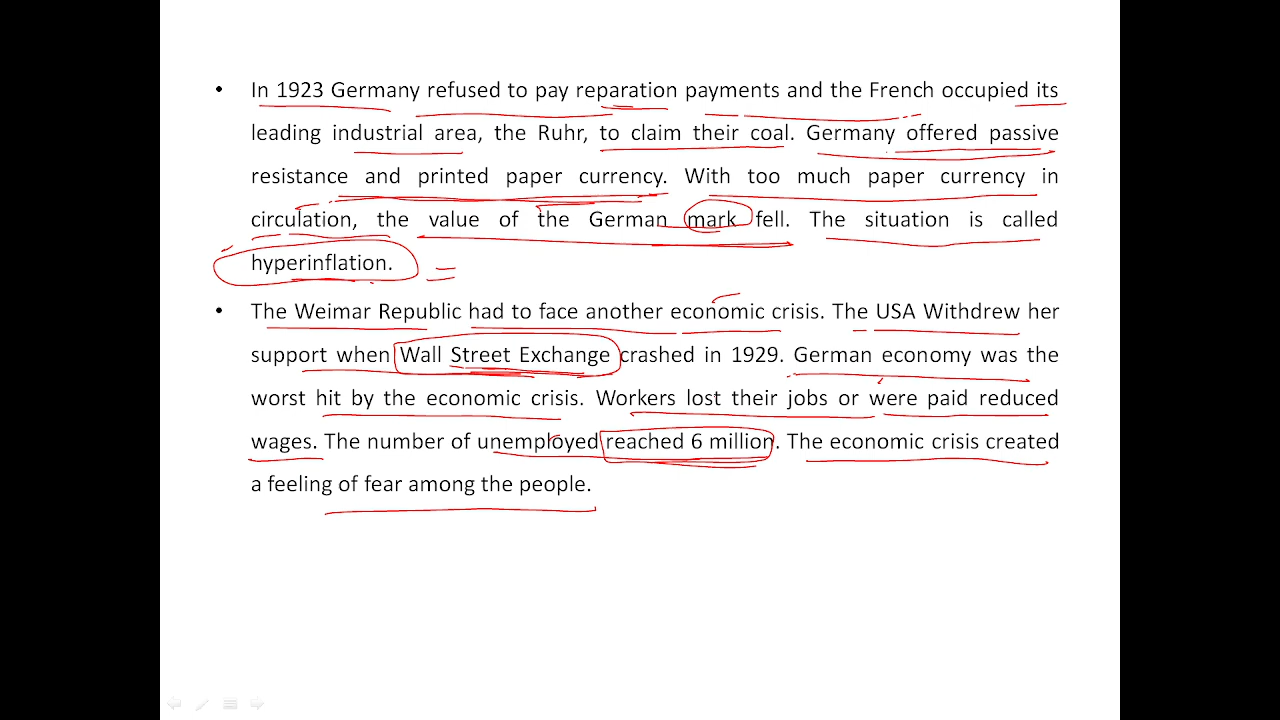 • In 1923 Germany refused to pay reparation payments and the French occupied its
leading industrial area, the Ruhr, to claim their coal. Germany offered passive
resistance and printed paper currency. With too much paper currency in
circulation, the value of the German mark fell. The situation is called
hyperinflation.
• The Weimar Republic had to face another economic crisis. The USA Withdrew her
support when Wall Street Exchange crashed in 1929. German economy was the
worst hit by the economic crisis. Workers lost their jobs or were paid reduced
wages. The number of unemployed reached 6 million. The economic crisis created
a feeling of fear among the people.